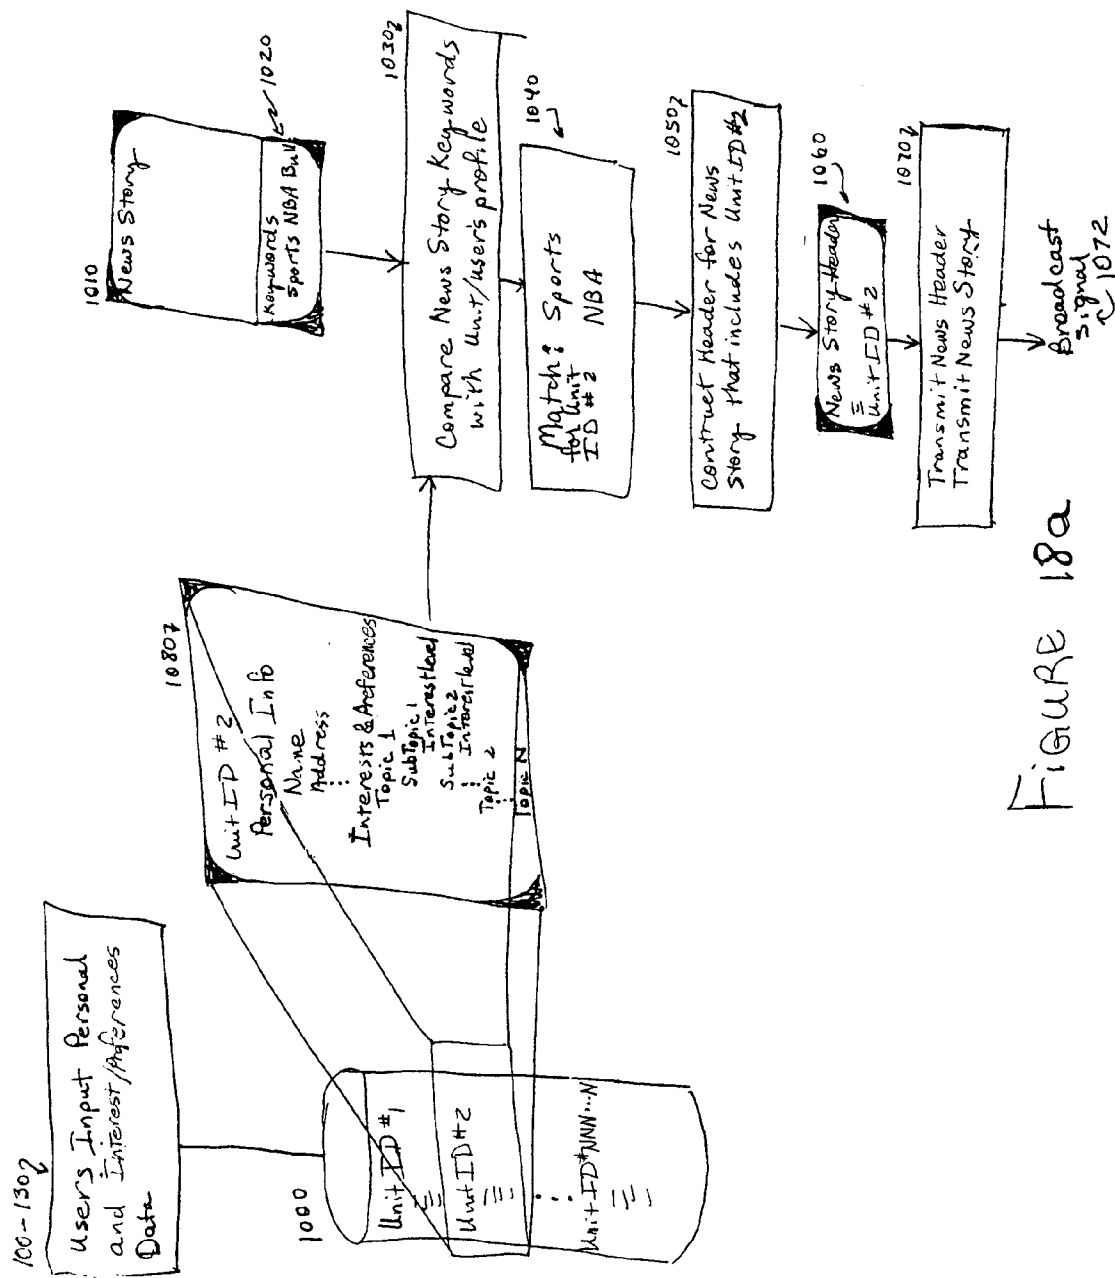 100-130
Users Input Personal
and Interest/Preferences
Data
1000
Unit ID #1
Unit ID #2
Unit ID #NNN...N
1080
Unit ID #2
Personal Info
Name
Address
Interests & Preferences
Topic 1
SubTopic 1
Interest level
SubTopic 2
Interest level
Topic 2
Topic N
1010
News Story
Keywords
Sports NBA Bulls
1020
1030
Compare News Story Keywords
with Unit/user's profile
1040
Match: Sports
for Unit NBA
ID #2
1050
Contruct Header for News
Story that includes Unit ID #2
1060
News Story Header
Unit ID #2
1070
Transmit News Header
Transmit News Story
Broadcast
Signal
1072
FIGURE 18a